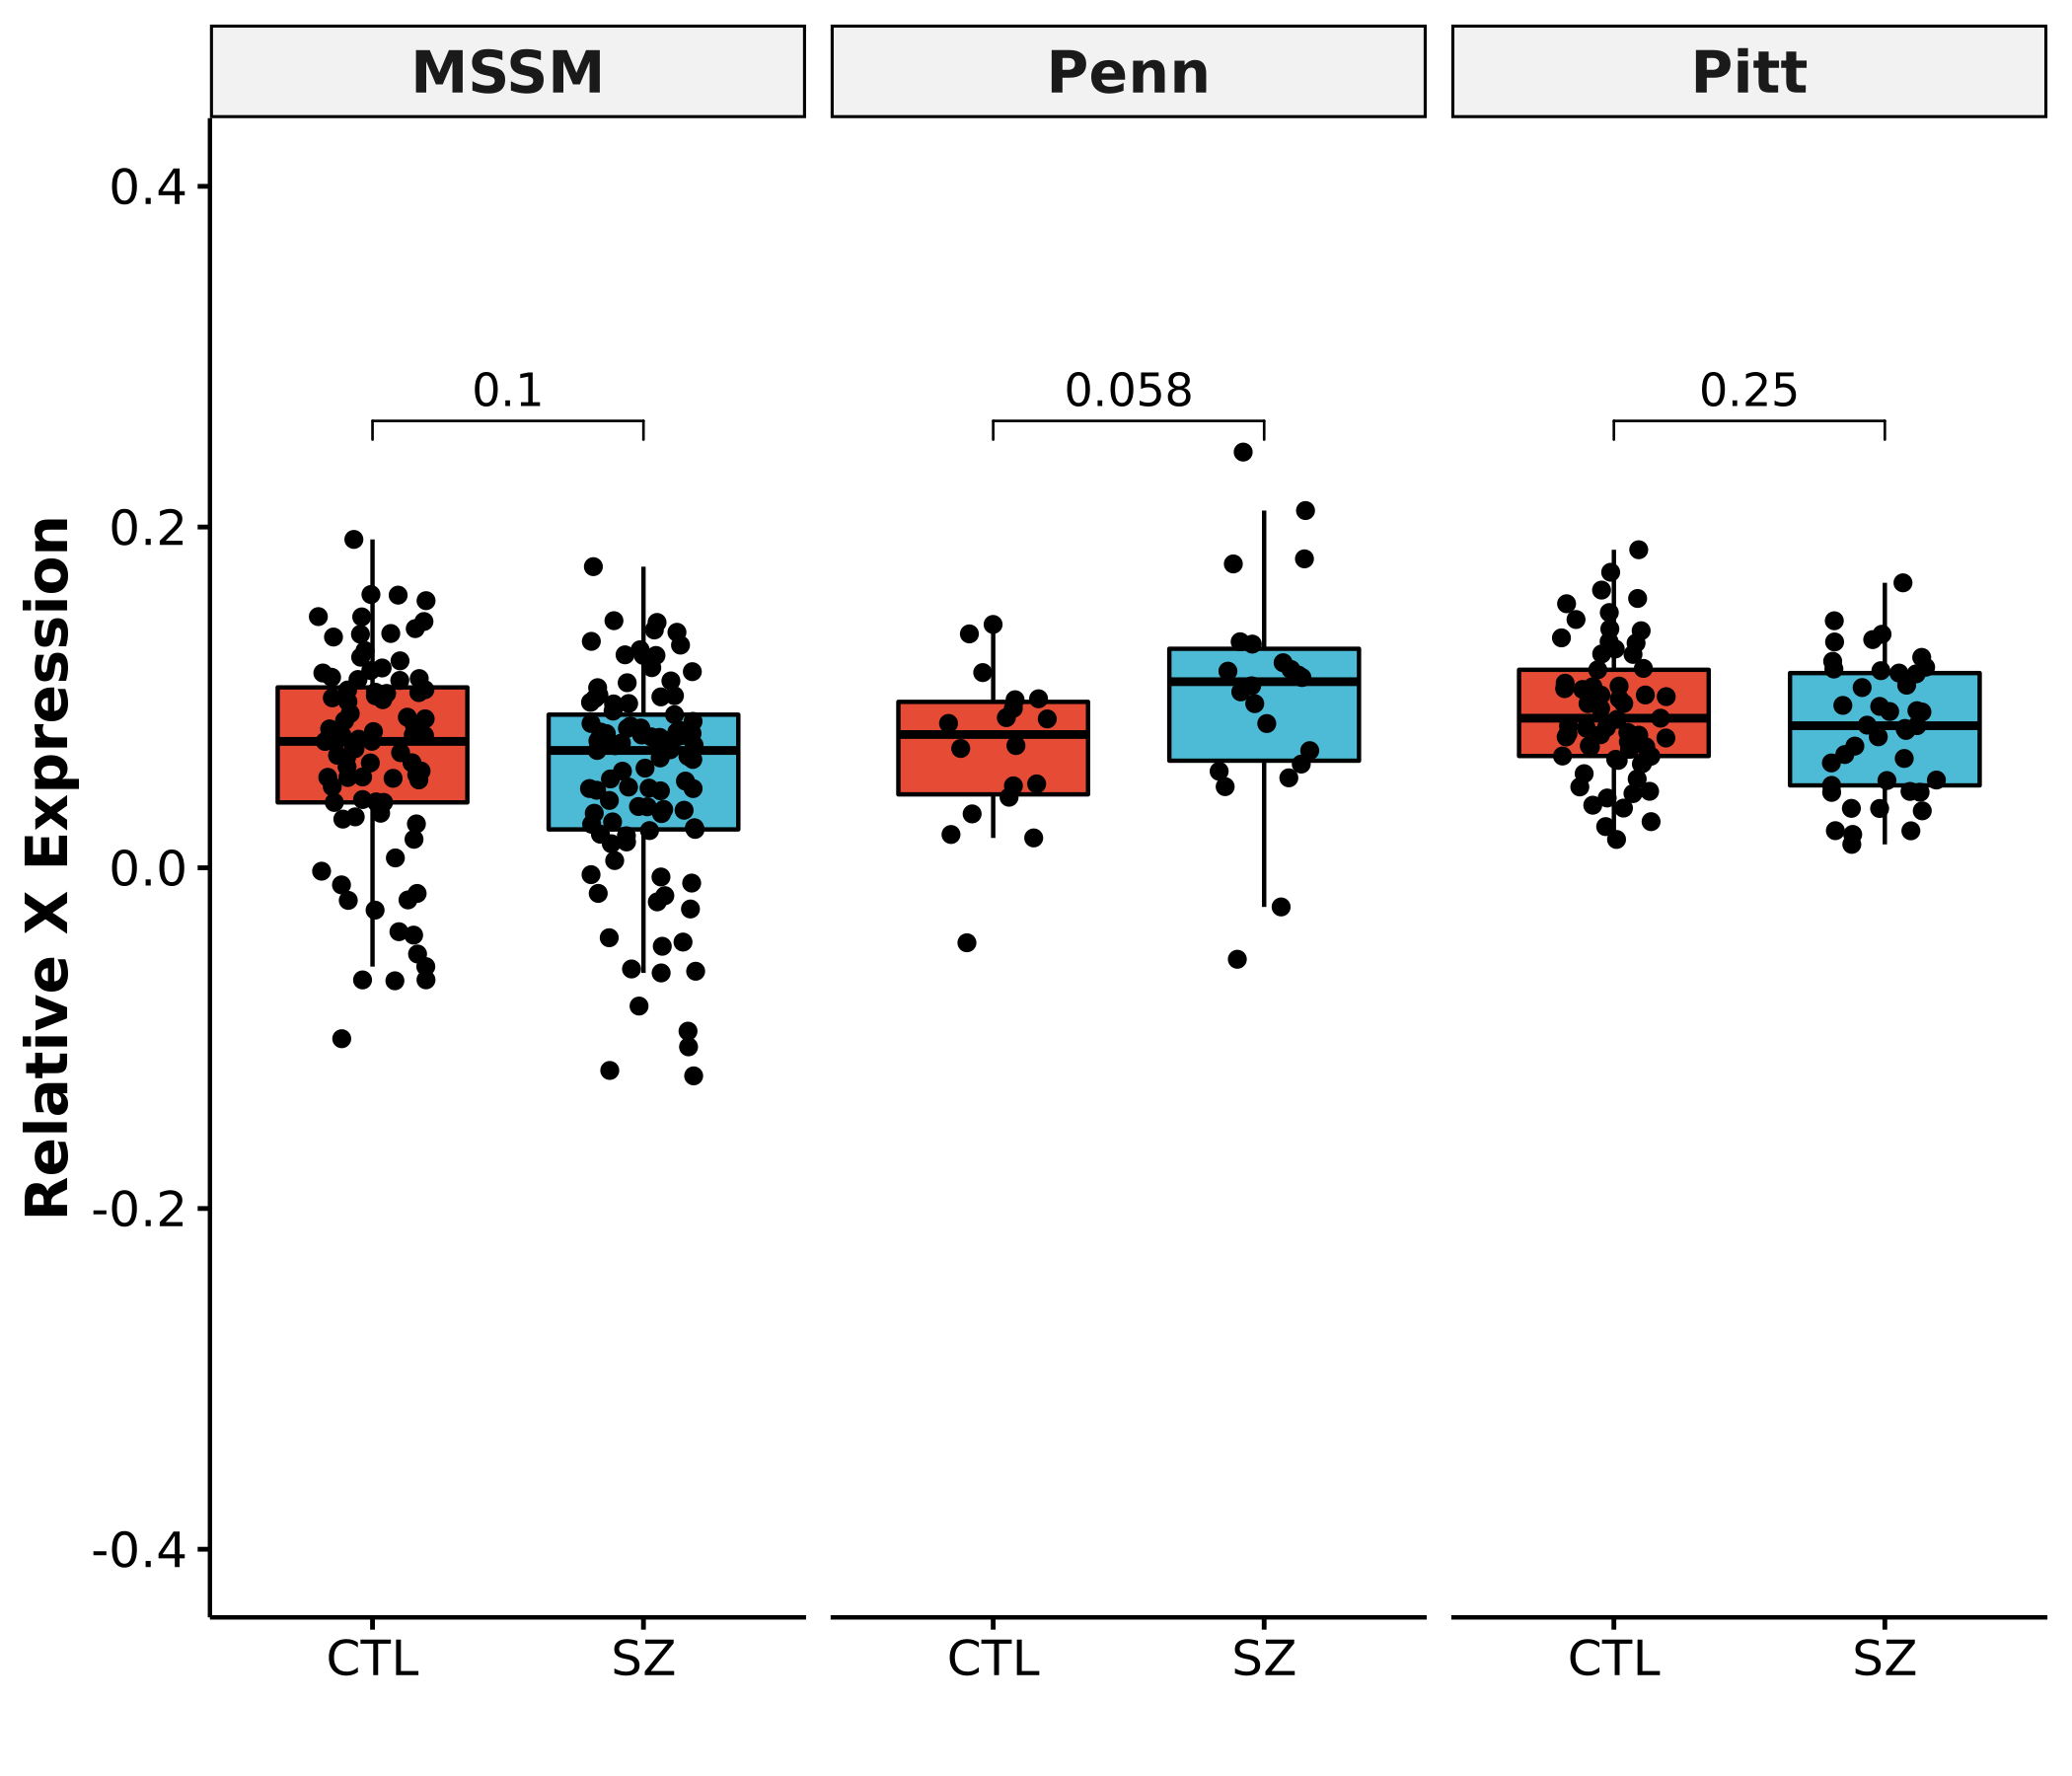 MSSM Penn Pitt
0.4
0.1 0.058 0.25
0.2
0.0
-0.2
-0.4
Relative X Expression
CTL SZ CTL SZ CTL SZ